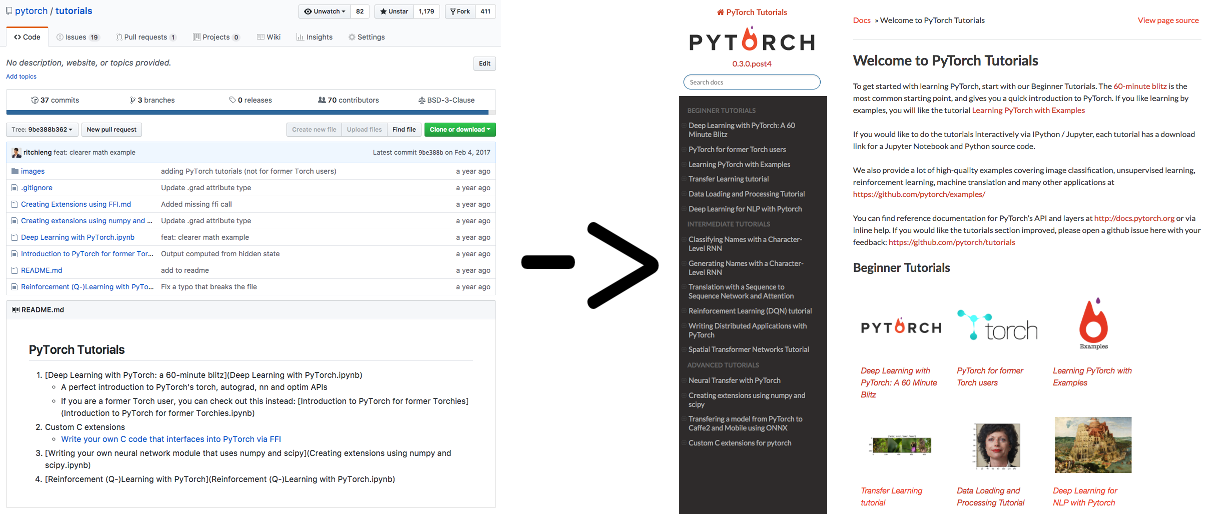 pytorch / tutorials
Unwatch 82
Unstar 1,179
Fork 411
Code
Issues 19
Pull requests 1
Projects 0
Wiki
Insights
Settings
No description, website, or topics provided.
Edit
Add topics
37 commits
3 branches
0 releases
70 contributors
BSD-3-Clause
Tree: 9be388b362
New pull request
Create new file
Upload files
Find file
Clone or download
ritchieng feat: clearer math example
Latest commit 9be388b on Feb 4, 2017
images adding PyTorch tutorials (not for former Torch users) a year ago
.gitignore Update .grad attribute type a year ago
Creating Extensions using FFI.md Added missing ffi call a year ago
Creating extensions using numpy and ... Update .grad attribute type a year ago
Deep Learning with PyTorch.ipynb feat: clearer math example a year ago
Introduction to PyTorch for former Tor... Output computed from hidden state a year ago
README.md add to readme a year ago
Reinforcement (Q-)Learning with PyTo... Fix a typo that breaks the file a year ago
README.md
PyTorch Tutorials
1. [Deep Learning with PyTorch: a 60-minute blitz](Deep Learning with PyTorch.ipynb)
A perfect introduction to PyTorch's torch, autograd, nn and optim APIs
If you are a former Torch user, you can check out this instead: [Introduction to PyTorch for former Torchies]
(Introduction to PyTorch for former Torchies.ipynb)
2. Custom C extensions
Write your own C code that interfaces into PyTorch via FFI
3. [Writing your own neural network module that uses numpy and scipy](Creating extensions using numpy and
scipy.ipynb)
4. [Reinforcement (Q-)Learning with PyTorch](Reinforcement (Q-)Learning with PyTorch.ipynb)
PyTorch Tutorials
PYTORCH
0.3.0.post4
Search docs
BEGINNER TUTORIALS
Deep Learning with PyTorch: A 60
Minute Blitz
PyTorch for former Torch users
Learning PyTorch with Examples
Transfer Learning tutorial
Data Loading and Processing Tutorial
Deep Learning for NLP with Pytorch
INTERMEDIATE TUTORIALS
Classifying Names with a Character-
Level RNN
Generating Names with a Character-
Level RNN
Translation with a Sequence to
Sequence Network and Attention
Reinforcement Learning (DQN) tutorial
Writing Distributed Applications with
PyTorch
Spatial Transformer Networks Tutorial
ADVANCED TUTORIALS
Neural Transfer with PyTorch
Creating extensions using numpy and
scipy
Transfering a model from PyTorch to
Caffe2 and Mobile using ONNX
Custom C extensions for pytorch
Docs » Welcome to PyTorch Tutorials
View page source
Welcome to PyTorch Tutorials
To get started with learning PyTorch, start with our Beginner Tutorials. The 60-minute blitz is the
most common starting point, and gives you a quick introduction to PyTorch. If you like learning by
examples, you will like the tutorial Learning PyTorch with Examples
If you would like to do the tutorials interactively via IPython / Jupyter, each tutorial has a download
link for a Jupyter Notebook and Python source code.
We also provide a lot of high-quality examples covering image classification, unsupervised learning,
reinforcement learning, machine translation and many other applications at
https://github.com/pytorch/examples/
You can find reference documentation for PyTorch's API and layers at http://docs.pytorch.org or via
inline help. If you would like the tutorials section improved, please open a github issue here with your
feedback: https://github.com/pytorch/tutorials
Beginner Tutorials
PYTORCH
torch
Examples
Deep Learning with
PyTorch: A 60 Minute
Blitz
PyTorch for former
Torch users
Learning PyTorch with
Examples
Transfer Learning
tutorial
Data Loading and
Processing Tutorial
Deep Learning for
NLP with Pytorch